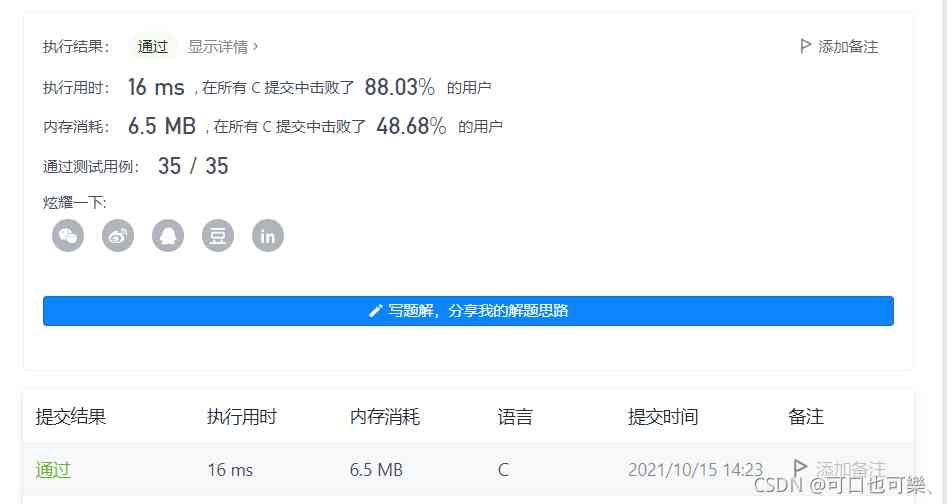 执行结果： 通过 显示详情 › 添加备注
执行用时： 16 ms ，在所有 C 提交中击败了 88.03% 的用户
内存消耗： 6.5 MB ，在所有 C 提交中击败了 48.68% 的用户
通过测试用例： 35 / 35
炫耀一下:
豆 in
写题解，分享我的解题思路
提交结果 执行用时 内存消耗 语言 提交时间 备注
通过 16 ms 6.5 MB C 2021/10/15 14:23 添加备注
CSDN @可口也可樂、